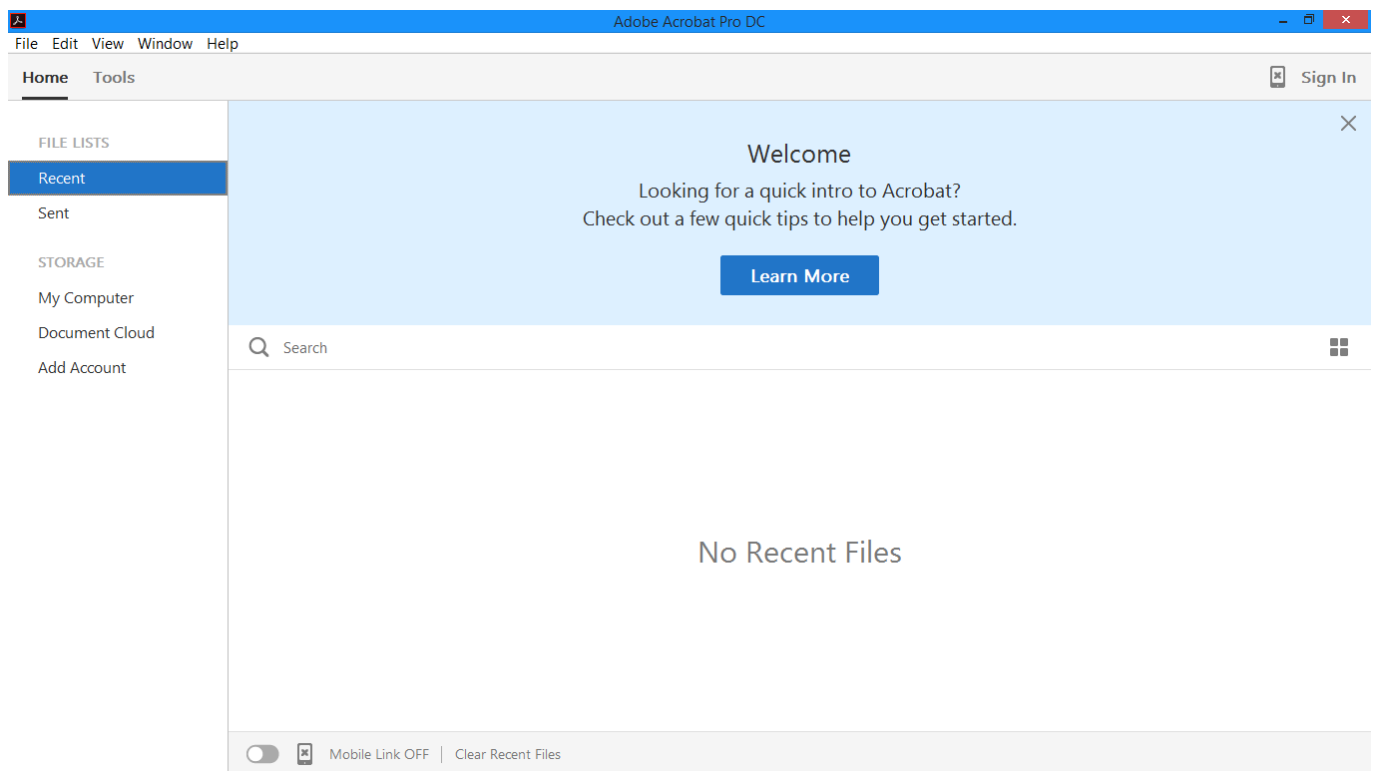 Adobe Acrobat Pro DC
File Edit View Window Help
Home Tools Sign In
FILE LISTS
Recent
Sent
STORAGE
My Computer
Document Cloud
Add Account
Welcome
Looking for a quick intro to Acrobat?
Check out a few quick tips to help you get started.
Learn More
Search
No Recent Files
Mobile Link OFF Clear Recent Files